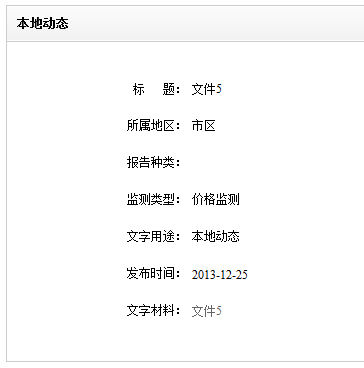 本地动态
标 题： 文件5
所属地区： 市区
报告种类：
监测类型： 价格监测
文字用途： 本地动态
发布时间： 2013-12-25
文字材料： 文件5